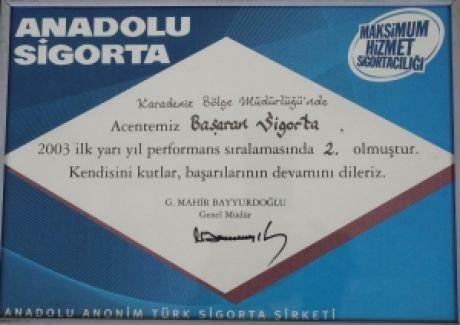 ANADOLU
SİGORTA
MAKSİMUM
HİZMET
SİGORTACILIĞI
Karadeniz Bölge Müdürlüğü'nde
Acentemiz Başaran Sigorta ,
2003 ilk yarı yıl performans sıralamasında 2. olmuştur.
Kendisini kutlar, başarılarının devamını dileriz.
G. MAHİR BAYYURDOĞLU
Genel Müdür
ANADOLU ANONİM TÜRK SİGORTA ŞİRKETİ